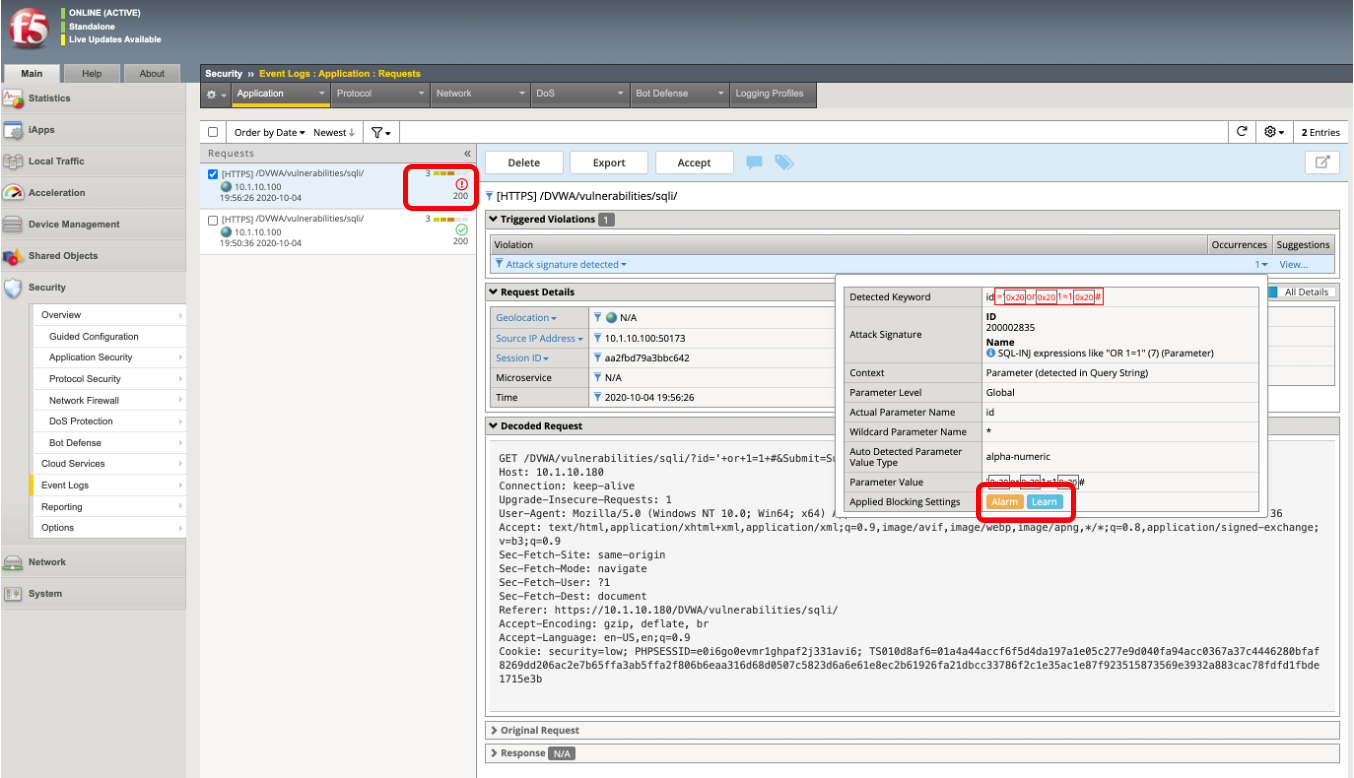 f5
ONLINE (ACTIVE)
Standalone
Live Updates Available
Main
Help
About
Statistics
iApps
Local Traffic
Acceleration
Device Management
Shared Objects
Security
Overview
Guided Configuration
Application Security
Protocol Security
Network Firewall
DoS Protection
Bot Defense
Cloud Services
Event Logs
Reporting
Options
Network
System
Security ›› Event Logs : Application : Requests
Application
Protocol
Network
DoS
Bot Defense
Logging Profiles
Order by Date Newest ↓
2 Entries
Requests «
[HTTPS] /DVWA/vulnerabilities/sqli/ 3
10.1.10.100
19:56:26 2020-10-04 200
[HTTPS] /DVWA/vulnerabilities/sqli/ 3
10.1.10.100
19:50:36 2020-10-04 200
Delete Export Accept
[HTTPS] /DVWA/vulnerabilities/sqli/
Triggered Violations 1
Violation Occurrences Suggestions
Attack signature detected 1 View...
Request Details
All Details
Geolocation N/A
Source IP Address 10.1.10.100:50173
Session ID aa2fbd79a3bbc642
Microservice N/A
Time 2020-10-04 19:56:26
Detected Keyword id='0x20or0x201=10x20#
Attack Signature
ID
200002835
Name
SQL-INJ expressions like "OR 1=1" (7) (Parameter)
Context Parameter (detected in Query String)
Parameter Level Global
Actual Parameter Name id
Wildcard Parameter Name *
Auto Detected Parameter
Value Type alpha-numeric
Parameter Value '0x20or0x201=10x20#
Applied Blocking Settings Alarm Learn
Decoded Request
GET /DVWA/vulnerabilities/sqli/?id='+or+1=1+#&Submit=Su
Host: 10.1.10.180
Connection: keep-alive
Upgrade-Insecure-Requests: 1
User-Agent: Mozilla/5.0 (Windows NT 10.0; Win64; x64) 36
Accept: text/html,application/xhtml+xml,application/xml;q=0.9,image/avif,image/webp,image/apng,*/*;q=0.8,application/signed-exchange;
v=b3;q=0.9
Sec-Fetch-Site: same-origin
Sec-Fetch-Mode: navigate
Sec-Fetch-User: ?1
Sec-Fetch-Dest: document
Referer: https://10.1.10.180/DVWA/vulnerabilities/sqli/
Accept-Encoding: gzip, deflate, br
Accept-Language: en-US,en;q=0.9
Cookie: security=low; PHPSESSID=e0i6go0evmr1ghpaf2j331avi6; TS010d8af6=01a4a44accf6f5d4da197a1e05c277e9d040fa94acc0367a37c4446280bfaf
8269dd206ac2e7b65ffa3ab5ffa2f806b6eaa316d68d0507c5823d6a6e61e8ec2b61926fa21dbcc33786f2c1e35ac1e87f923515873569e3932a883cac78fdfd1fbde
1715e3b
Original Request
Response N/A